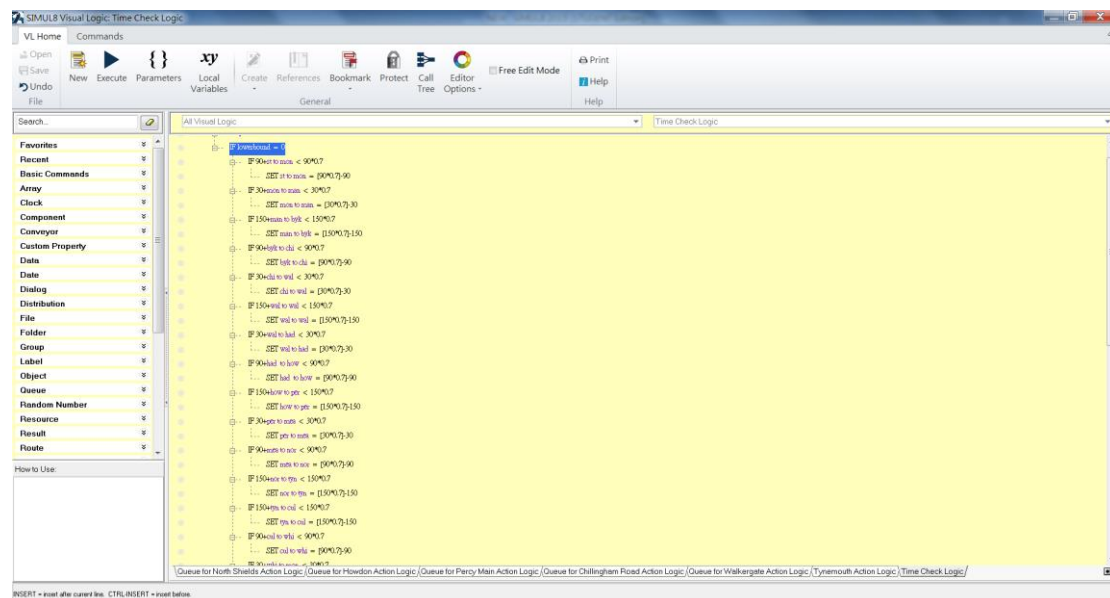 SIMUL8 Visual Logic: Time Check Logic
VL Home Commands
Open
Save
Undo
File
New
Execute
Parameters
xy
Local Variables
Create
References
Bookmark
Protect
Call Tree
Editor Options
Free Edit Mode
General
Print
Help
Help
Search...
All Visual Logic
Time Check Logic
Favorites
Recent
Basic Commands
Array
Clock
Component
Conveyor
Custom Property
Data
Date
Dialog
Distribution
File
Folder
Group
Label
Object
Queue
Random Number
Resource
Result
Route
How to Use:
IF lowerbound = 0
IF 90+st to mon < 90*0.7
SET st to mon = [90*0.7]-90
IF 30+mon to man < 30*0.7
SET mon to man = [30*0.7]-30
IF 150+man to byk < 150*0.7
SET man to byk = [150*0.7]-150
IF 90+byk to chi < 90*0.7
SET byk to chi = [90*0.7]-90
IF 30+chi to wal < 30*0.7
SET chi to wal = [30*0.7]-30
IF 150+wal to wal < 150*0.7
SET wal to wal = [150*0.7]-150
IF 30+wal to had < 30*0.7
SET wal to had = [30*0.7]-30
IF 90+had to how < 90*0.7
SET had to how = [90*0.7]-90
IF 150+how to per < 150*0.7
SET how to per = [150*0.7]-150
IF 30+per to mes < 30*0.7
SET per to mes = [30*0.7]-30
IF 90+mes to nor < 90*0.7
SET mes to nor = [90*0.7]-90
IF 150+nor to tyn < 150*0.7
SET nor to tyn = [150*0.7]-150
IF 150+tyn to cul < 150*0.7
SET tyn to cul = [150*0.7]-150
IF 90+cul to whi < 90*0.7
SET cul to whi = [90*0.7]-90
Queue for North Shields Action Logic Queue for Howdon Action Logic Queue for Percy Main Action Logic Queue for Chillingham Road Action Logic Queue for Walkergate Action Logic Tynemouth Action Logic Time Check Logic
INSERT = insert after current line. CTRL-INSERT = insert before.